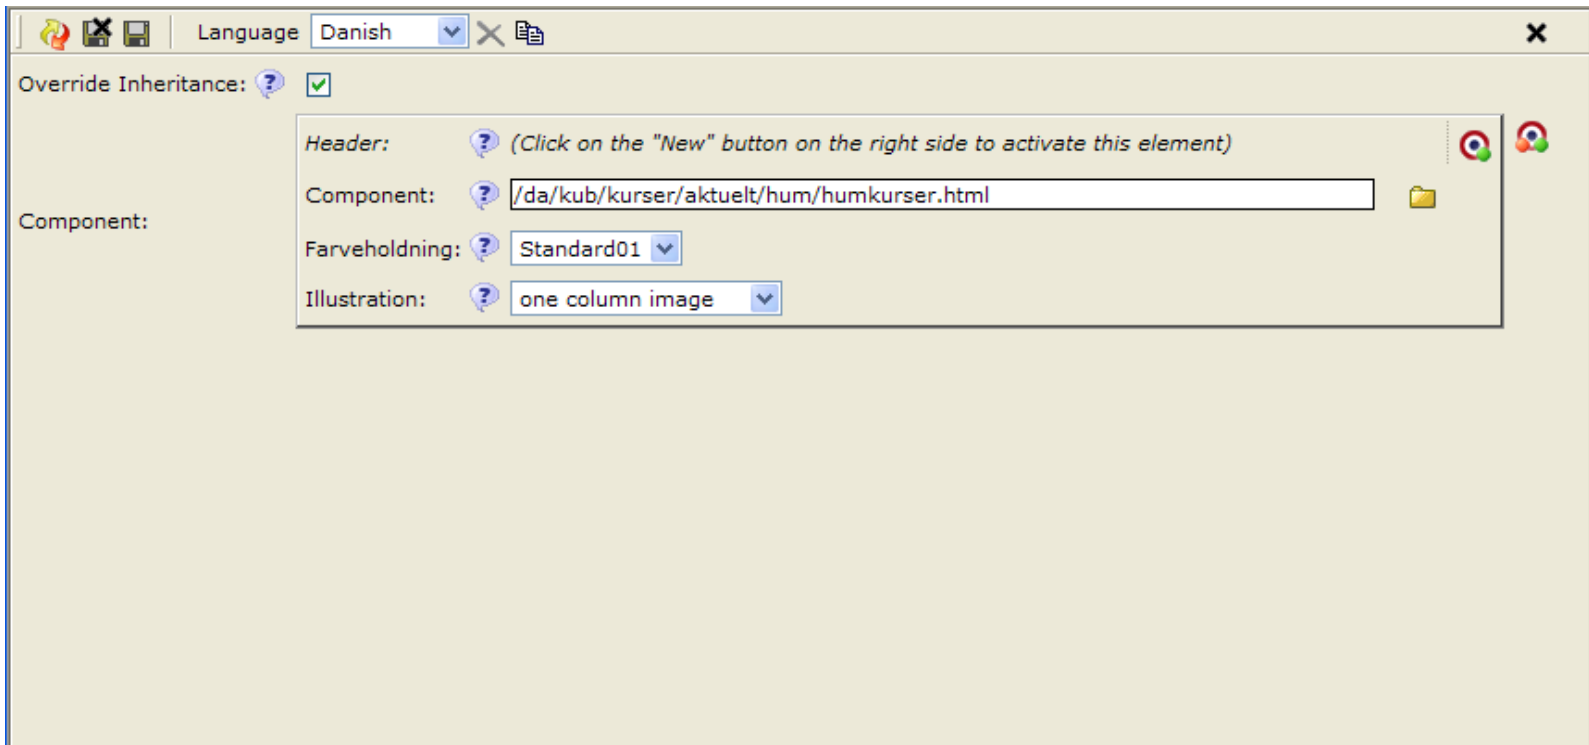 Language Danish
Override Inheritance:
Header: (Click on the "New" button on the right side to activate this element)
Component: /da/kub/kurser/aktuelt/hum/humkurser.html
Component:
Farveholdning: Standard01
Illustration: one column image